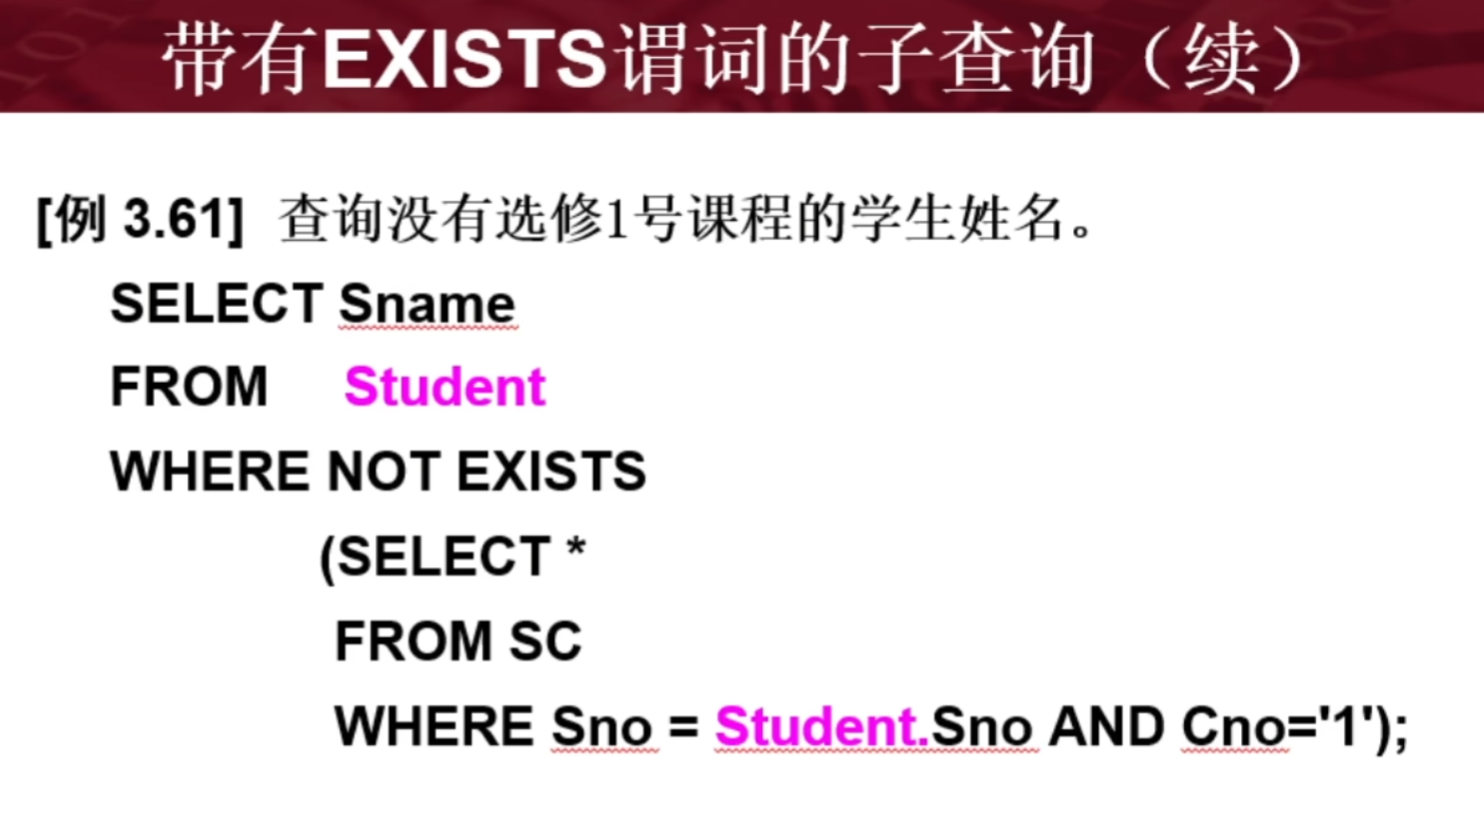 带有EXISTS谓词的子查询（续）
[例 3.61] 查询没有选修1号课程的学生姓名。
SELECT Sname
FROM Student
WHERE NOT EXISTS
(SELECT *
FROM SC
WHERE Sno = Student.Sno AND Cno='1');